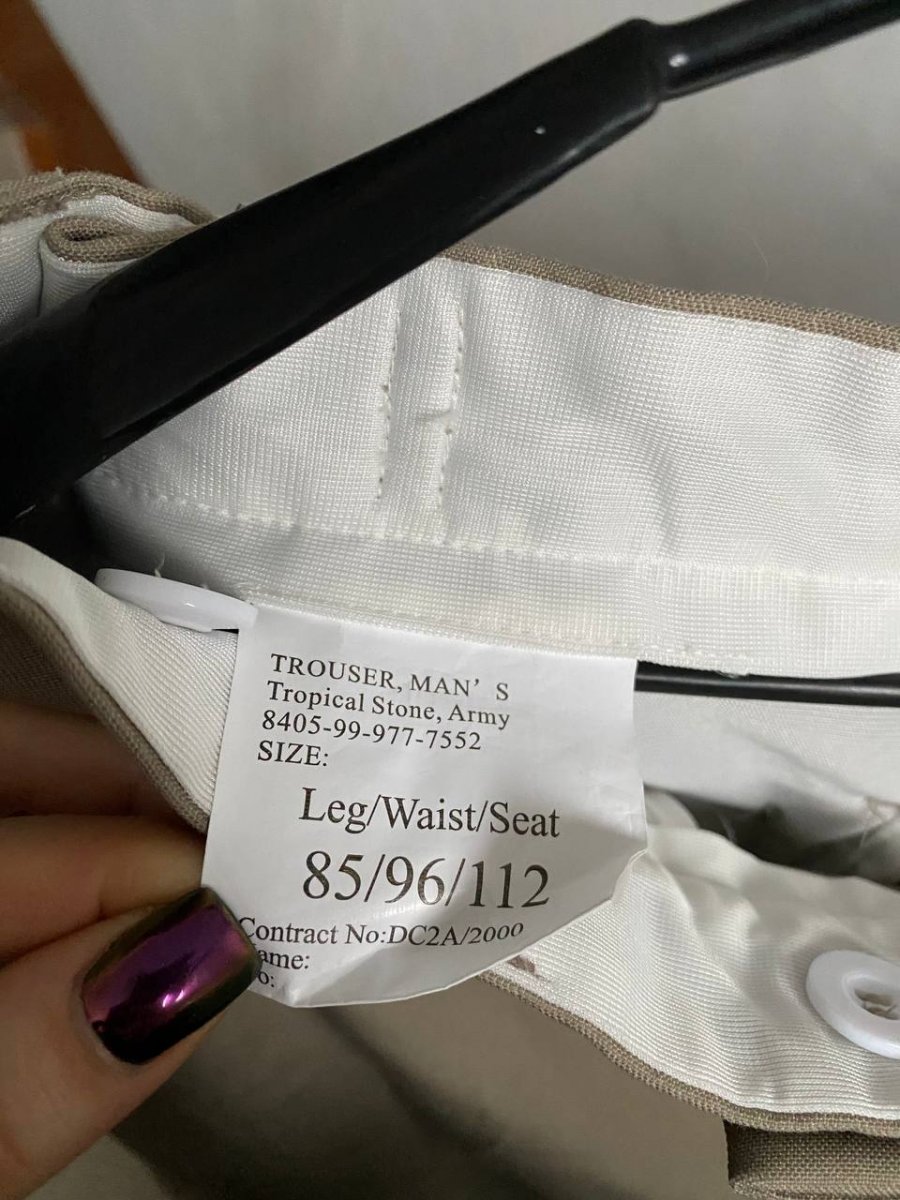 TROUSER, MAN’S
Tropical Stone, Army
8405-99-977-7552
SIZE:
Leg/Waist/Seat
85/96/112
Contract No:DC2A/2000
ame:
o: